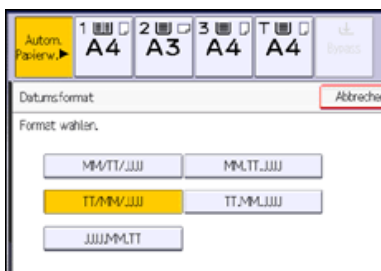 Autom. 1 2 3 T
Papierw.▶ A4 A3 A4 A4 Bypass
Datumsformat Abbreche
Format wählen.
MM/TT/JJJJ MM.TT.JJJJ
TT/MM/JJJJ TT.MM.JJJJ
JJJJ.MM.TT